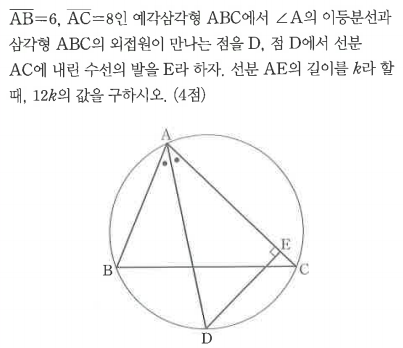 AB=6, AC=8인 예각삼각형 ABC에서 ∠A의 이등분선과
삼각형 ABC의 외접원이 만나는 점을 D, 점 D에서 선분
AC에 내린 수선의 발을 E라 하자. 선분 AE의 길이를 k라 할
때, 12k의 값을 구하시오. (4점)
A
E
B
C
D